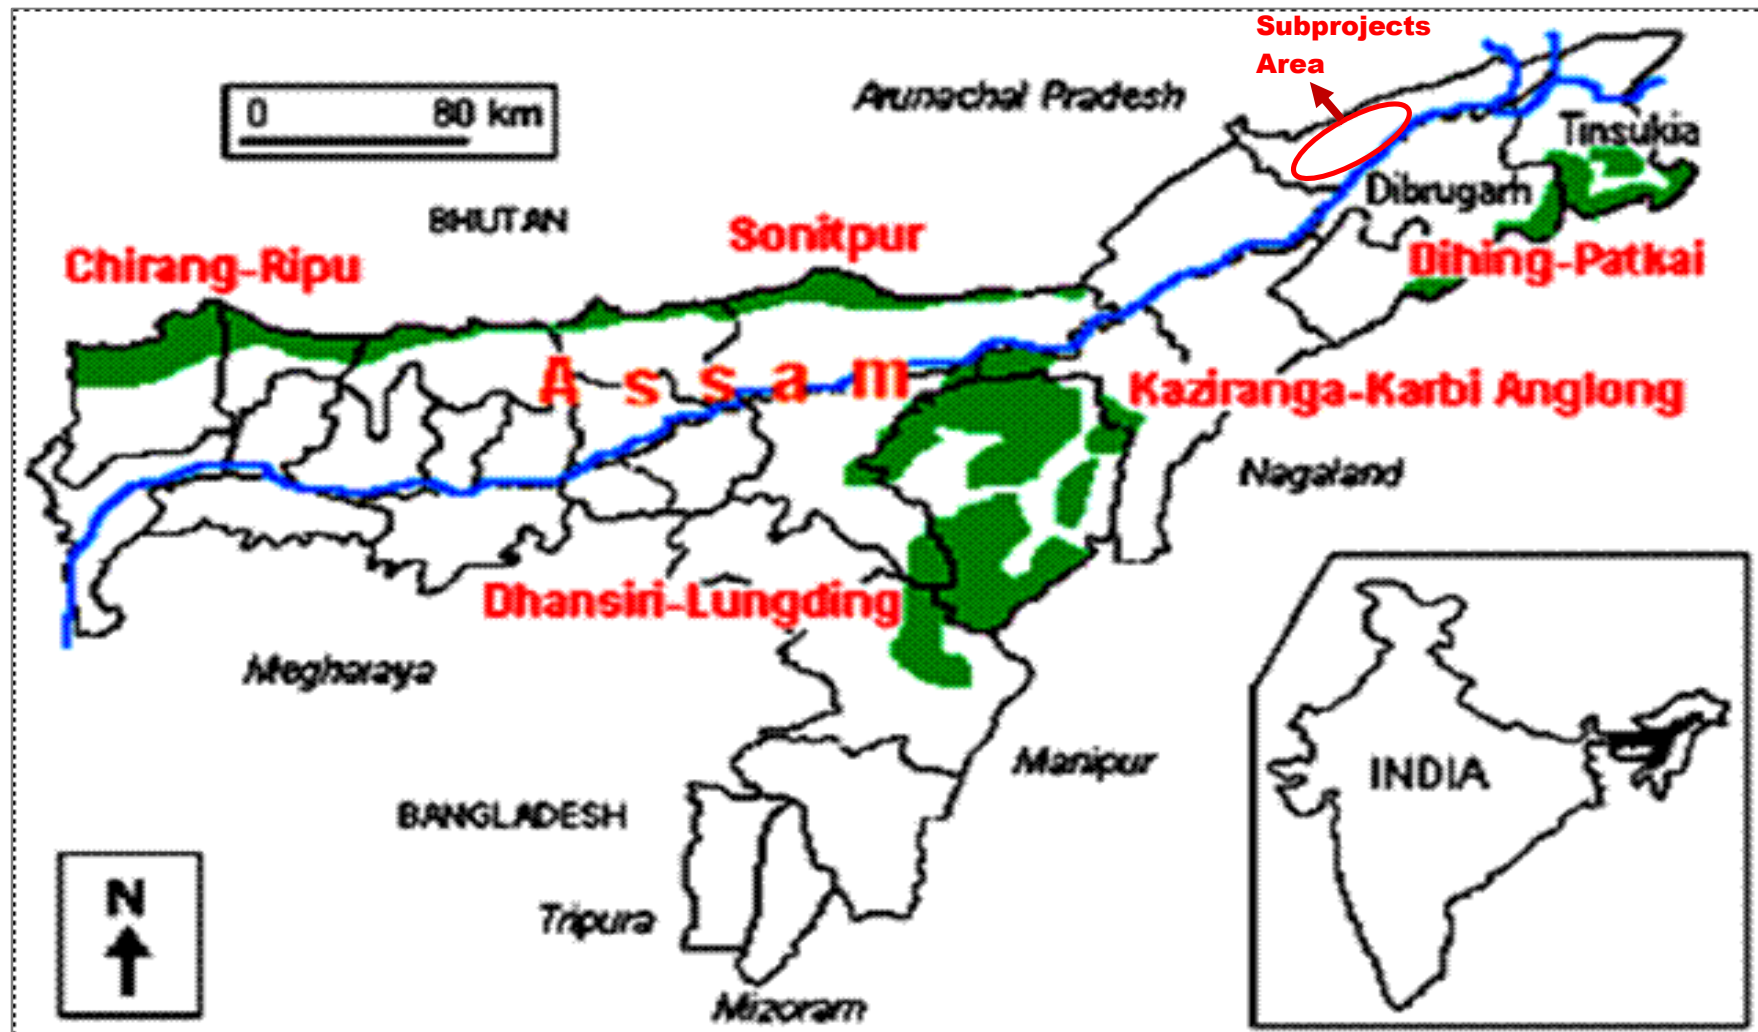 Subprojects
Area
0 80 km
Arunachal Pradesh
Tinsukia
Dibrugarh
BHUTAN
Sonitpur
Chirang-Ripu
Dihing-Patkai
Assam
Kaziranga-Karbi Anglong
Nagaland
Dhansiri-Lungding
Megharaya
Manipur
INDIA
BANGLADESH
N
Tripura
Mizoram